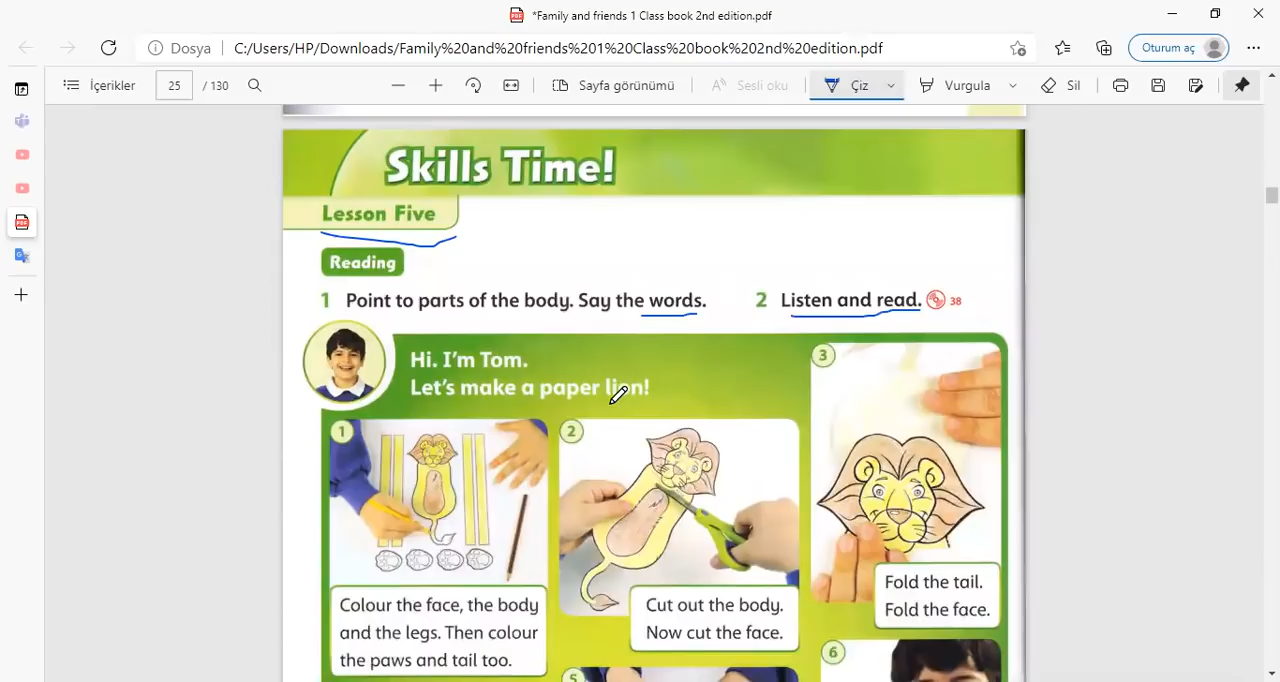 *Family and friends 1 Class book 2nd edition.pdf
Dosya
C:/Users/HP/Downloads/Family%20and%20friends%201%20Class%20book%202nd%20edition.pdf
Oturum aç
İçerikler
25
/ 130
Sayfa görünümü
Sesli oku
Çiz
Vurgula
Sil
Skills Time!
Lesson Five
Reading
1 Point to parts of the body. Say the words.
2 Listen and read. 38
Hi. I'm Tom.
Let's make a paper lion!
1
Colour the face, the body
and the legs. Then colour
the paws and tail too.
2
Cut out the body.
Now cut the face.
3
Fold the tail.
Fold the face.
5
6